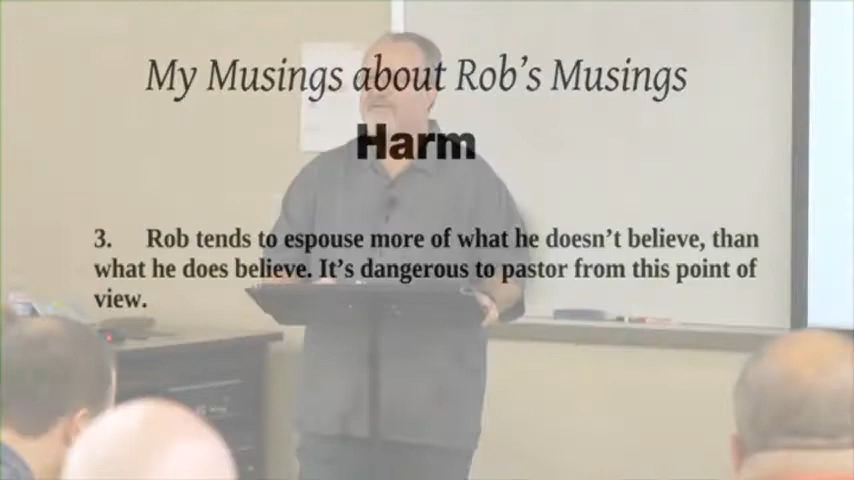 My Musings about Rob's Musings
Harm
3. Rob tends to espouse more of what he doesn't believe, than
what he does believe. It's dangerous to pastor from this point of
view.